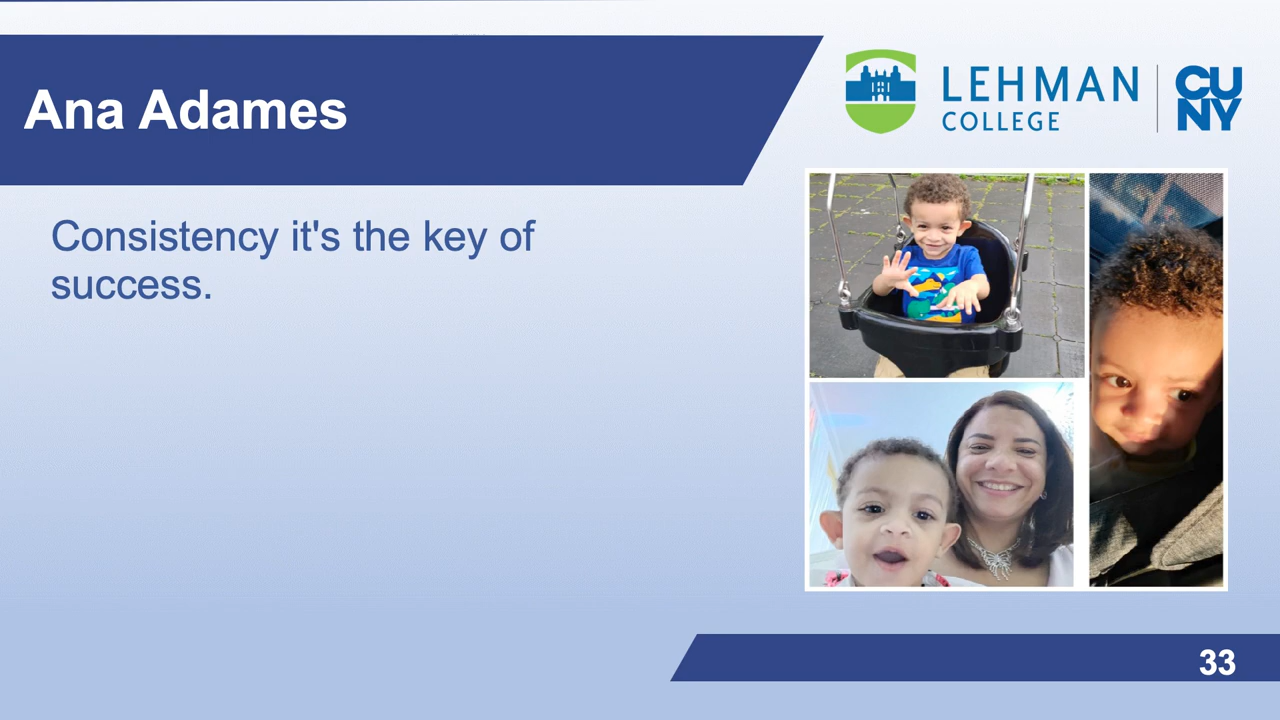 Ana Adames
LEHMAN
COLLEGE
CU
NY
Consistency it's the key of
success.
33